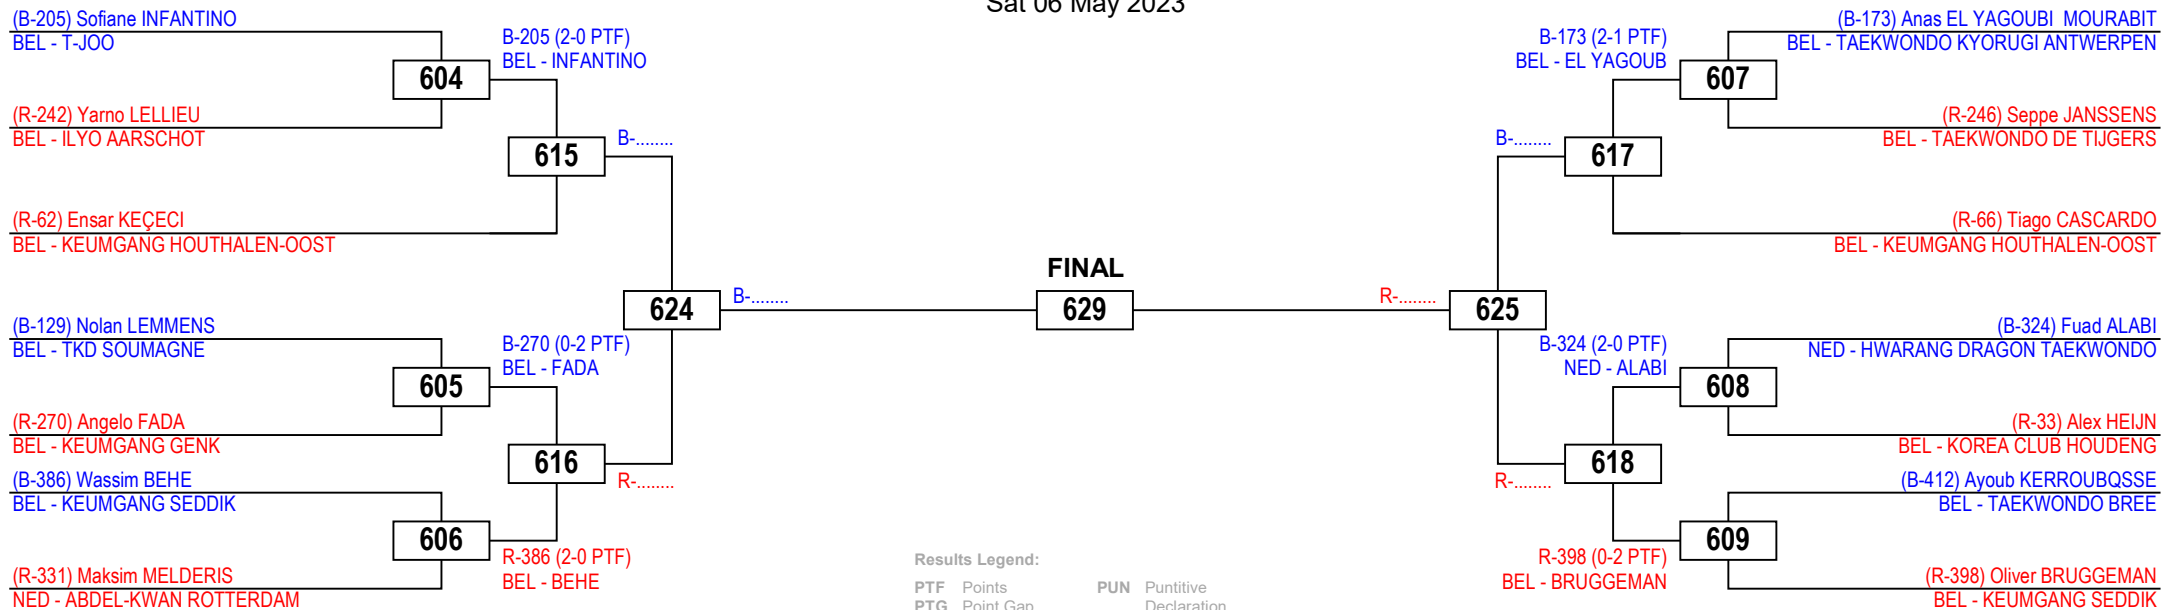 Sat 06 May 2023
(B-205) Sofiane INFANTINO
BEL - T-JOO
B-205 (2-0 PTF)
BEL - INFANTINO
604
(R-242) Yarno LELLIEU
BEL - ILYO AARSCHOT
615
B-........
(R-62) Ensar KEÇECI
BEL - KEUMGANG HOUTHALEN-OOST
624
B-........
(B-129) Nolan LEMMENS
BEL - TKD SOUMAGNE
B-270 (0-2 PTF)
BEL - FADA
605
(R-270) Angelo FADA
BEL - KEUMGANG GENK
616
R-........
(B-386) Wassim BEHE
BEL - KEUMGANG SEDDIK
606
R-386 (2-0 PTF)
BEL - BEHE
(R-331) Maksim MELDERIS
NED - ABDEL-KWAN ROTTERDAM
FINAL
629
(B-173) Anas EL YAGOUBI MOURABIT
BEL - TAEKWONDO KYORUGI ANTWERPEN
B-173 (2-1 PTF)
BEL - EL YAGOUB
607
(R-246) Seppe JANSSENS
BEL - TAEKWONDO DE TIJGERS
B-........
617
(R-66) Tiago CASCARDO
BEL - KEUMGANG HOUTHALEN-OOST
R-........
625
(B-324) Fuad ALABI
NED - HWARANG DRAGON TAEKWONDO
B-324 (2-0 PTF)
NED - ALABI
608
(R-33) Alex HEIJN
BEL - KOREA CLUB HOUDENG
R-........
618
(B-412) Ayoub KERROUBQSSE
BEL - TAEKWONDO BREE
609
R-398 (0-2 PTF)
BEL - BRUGGEMAN
(R-398) Oliver BRUGGEMAN
BEL - KEUMGANG SEDDIK
Results Legend:
PTF Points PUN Puntitive
PTG Point Gap Declaration